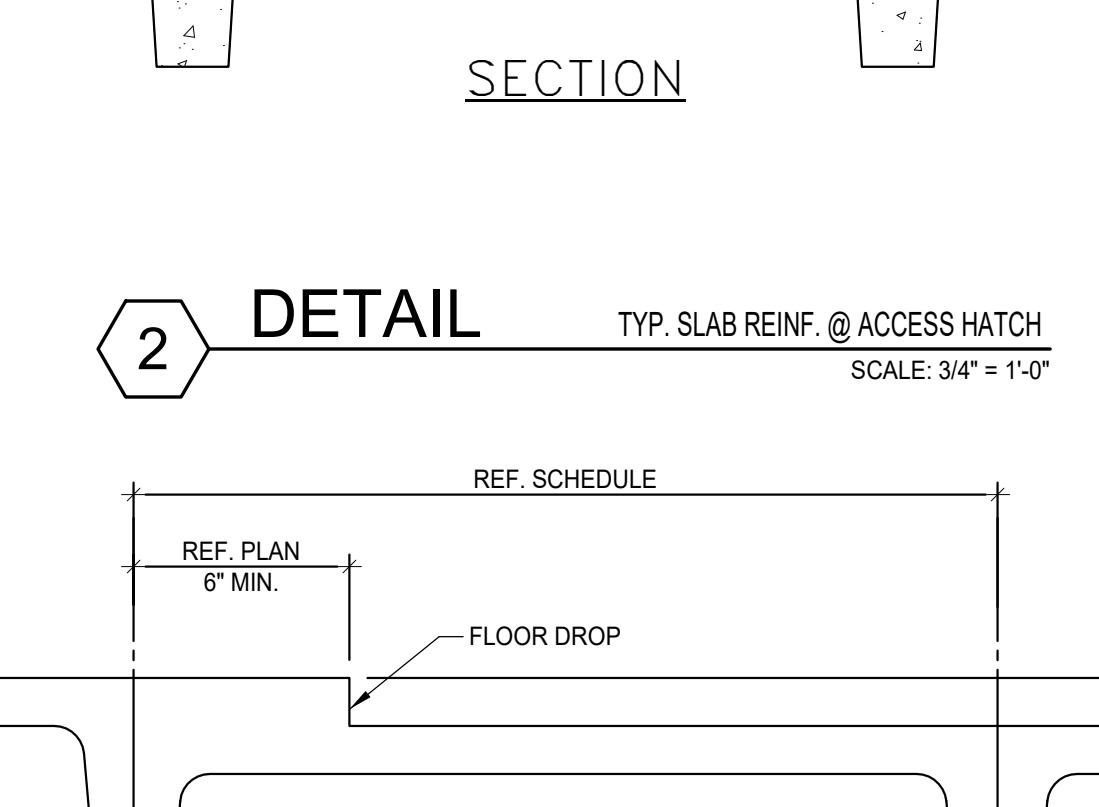 SECTION
2
DETAIL
TYP. SLAB REINF. @ ACCESS HATCH
SCALE: 3/4" = 1'-0"
REF. SCHEDULE
REF. PLAN
6" MIN.
FLOOR DROP